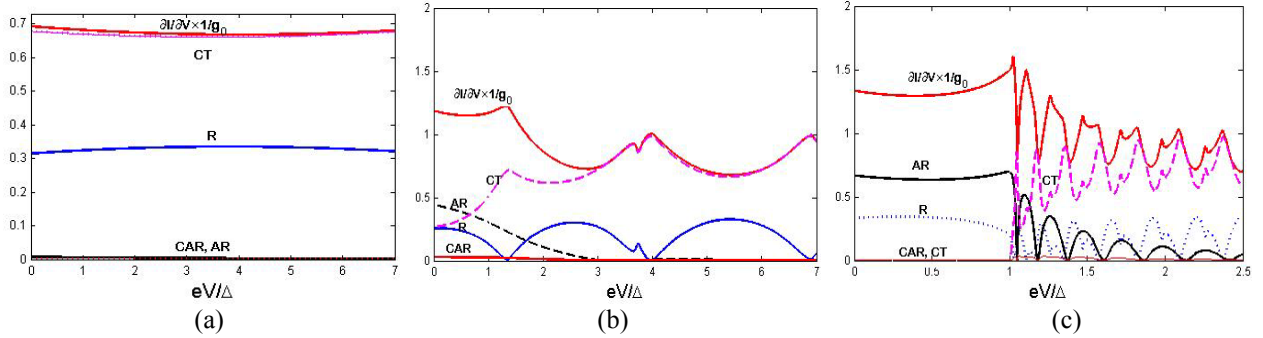 0.7
0.6
0.5
0.4
0.3
0.2
0.1
0
∂I/∂V×1/g₀
CT
R
CAR, AR
0 1 2 3 4 5 6 7
eV/Δ
(a)
2
1.5
1
0.5
0
∂I/∂V×1/g₀
CT
AR
R
CAR
0 1 2 3 4 5 6 7
eV/Δ
(b)
2
1.5
1
0.5
0
∂I/∂V×1/g₀
AR
CT
R
CAR, CT
0 0.5 1 1.5 2 2.5
eV/Δ
(c)